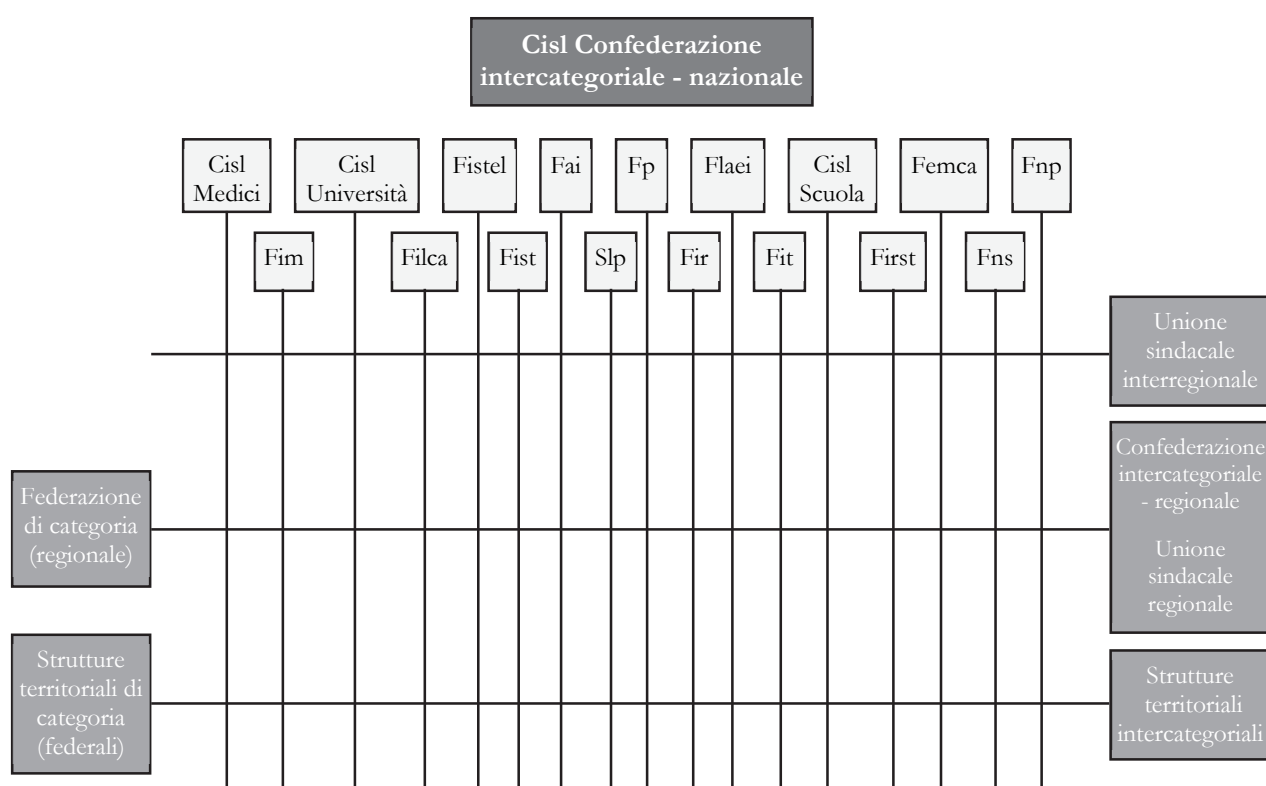 Cisl Confederazione
intercategoriale - nazionale
Cisl
Medici
Cisl
Università
Fistel
Fai
Fp
Flaei
Cisl
Scuola
Femca
Fnp
Fim
Filca
Fist
Slp
Fir
Fit
First
Fns
Unione
sindacale
interregionale
Federazione
di categoria
(regionale)
Confederazione
intercategoriale
- regionale
Unione
sindacale
regionale
Strutture
territoriali di
categoria
(federali)
Strutture
territoriali
intercategoriali